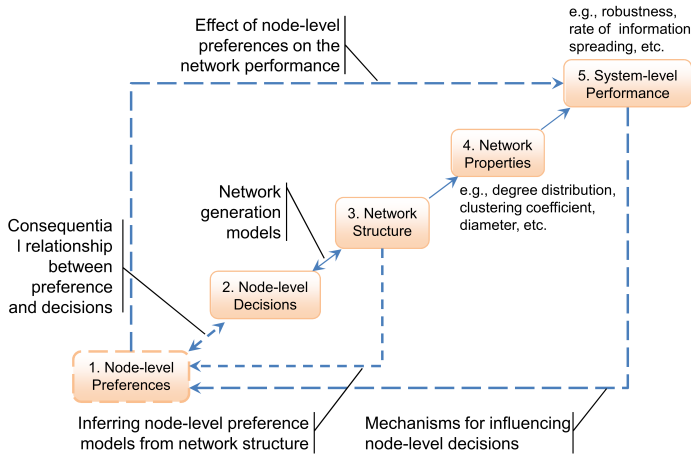 Effect of node-level
preferences on the
network performance
e.g., robustness,
rate of  information
spreading, etc.
5. System-level
Performance
4. Network
Properties
e.g., degree distribution,
clustering coefficient,
diameter, etc.
Network
generation
models
3. Network
Structure
Consequentia
l relationship
between
preference
and decisions
2. Node-level
Decisions
1. Node-level
Preferences
Inferring node-level preference
models from network structure
Mechanisms for influencing
node-level decisions